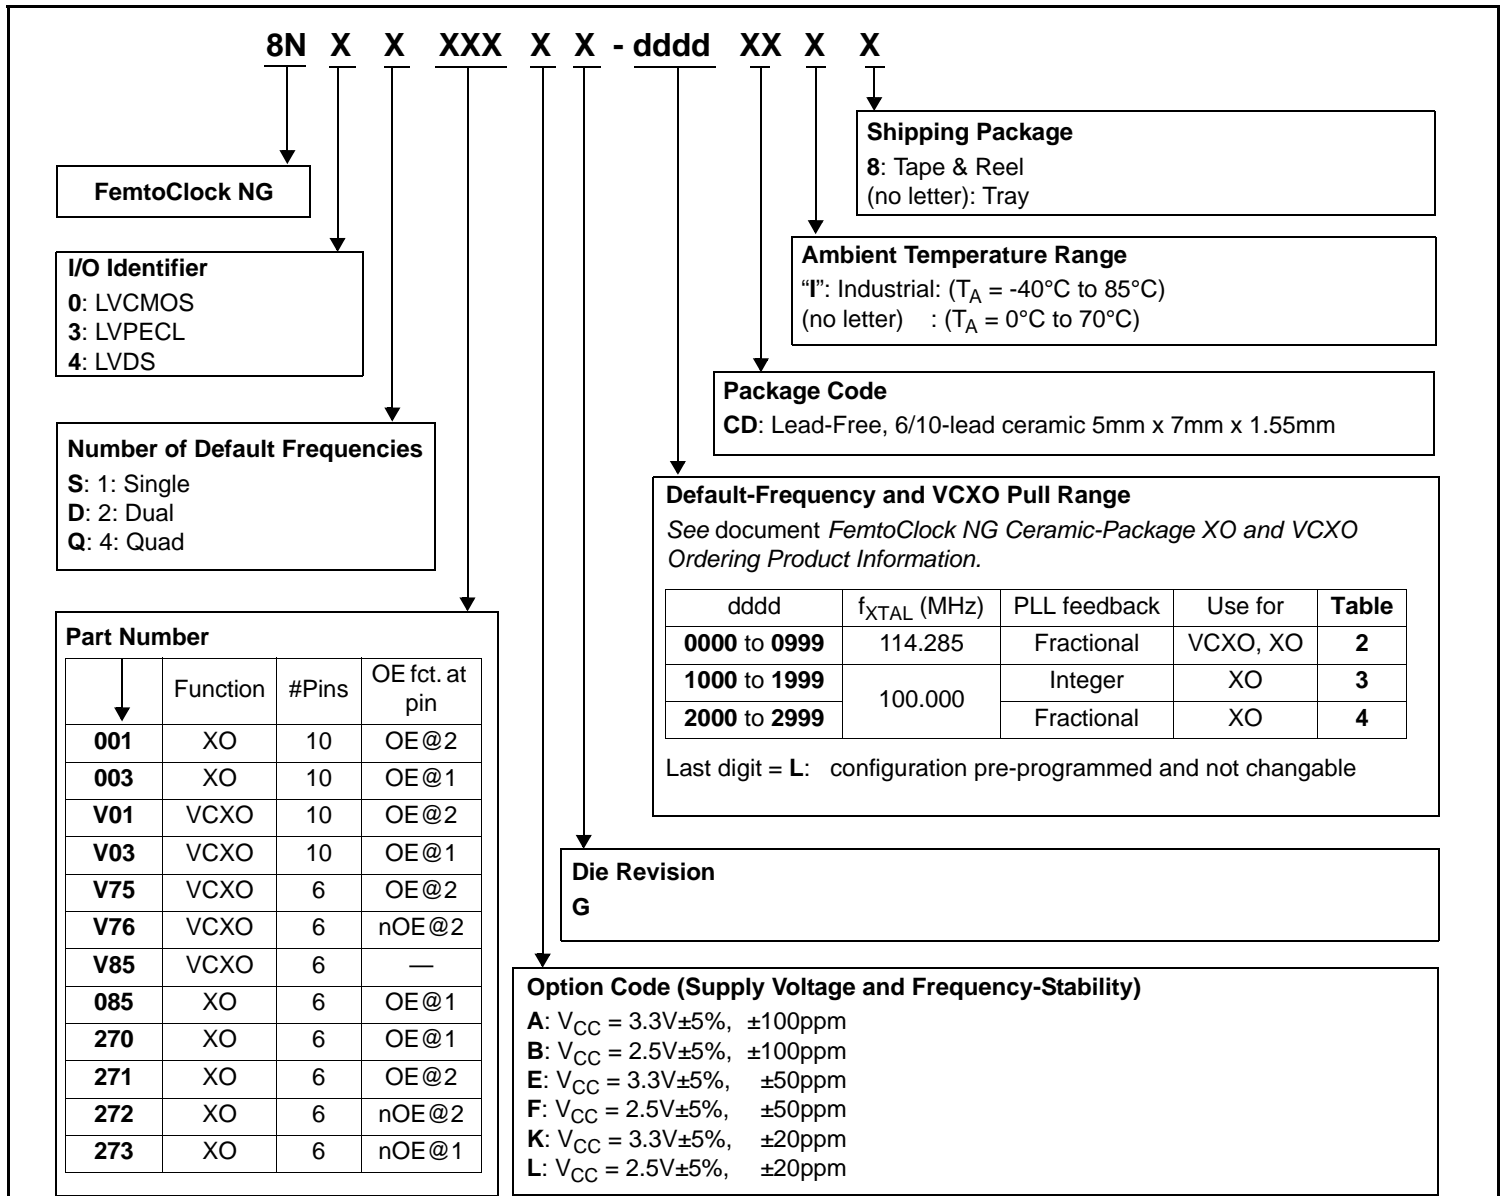 8N X X XXX X X - dddd XX X X
Shipping Package
8: Tape & Reel
(no letter): Tray
FemtoClock NG
Ambient Temperature Range
“I”: Industrial: (TA = -40°C to 85°C)
(no letter) : (TA = 0°C to 70°C)
I/O Identifier
0: LVCMOS
3: LVPECL
4: LVDS
Package Code
CD: Lead-Free, 6/10-lead ceramic 5mm x 7mm x 1.55mm
Number of Default Frequencies
S: 1: Single
D: 2: Dual
Q: 4: Quad
Default-Frequency and VCXO Pull Range
See document FemtoClock NG Ceramic-Package XO and VCXO
Ordering Product Information.
dddd fXTAL (MHz) PLL feedback Use for Table
0000 to 0999 114.285 Fractional VCXO, XO 2
1000 to 1999 100.000 Integer XO 3
2000 to 2999 Fractional XO 4
Last digit = L: configuration pre-programmed and not changable
Part Number
Function #Pins OE fct. at
pin
001 XO 10 OE@2
003 XO 10 OE@1
V01 VCXO 10 OE@2
V03 VCXO 10 OE@1
V75 VCXO 6 OE@2
V76 VCXO 6 nOE@2
V85 VCXO 6 —
085 XO 6 OE@1
270 XO 6 OE@1
271 XO 6 OE@2
272 XO 6 nOE@2
273 XO 6 nOE@1
Die Revision
G
Option Code (Supply Voltage and Frequency-Stability)
A: VCC = 3.3V±5%, ±100ppm
B: VCC = 2.5V±5%, ±100ppm
E: VCC = 3.3V±5%, ±50ppm
F: VCC = 2.5V±5%, ±50ppm
K: VCC = 3.3V±5%, ±20ppm
L: VCC = 2.5V±5%, ±20ppm